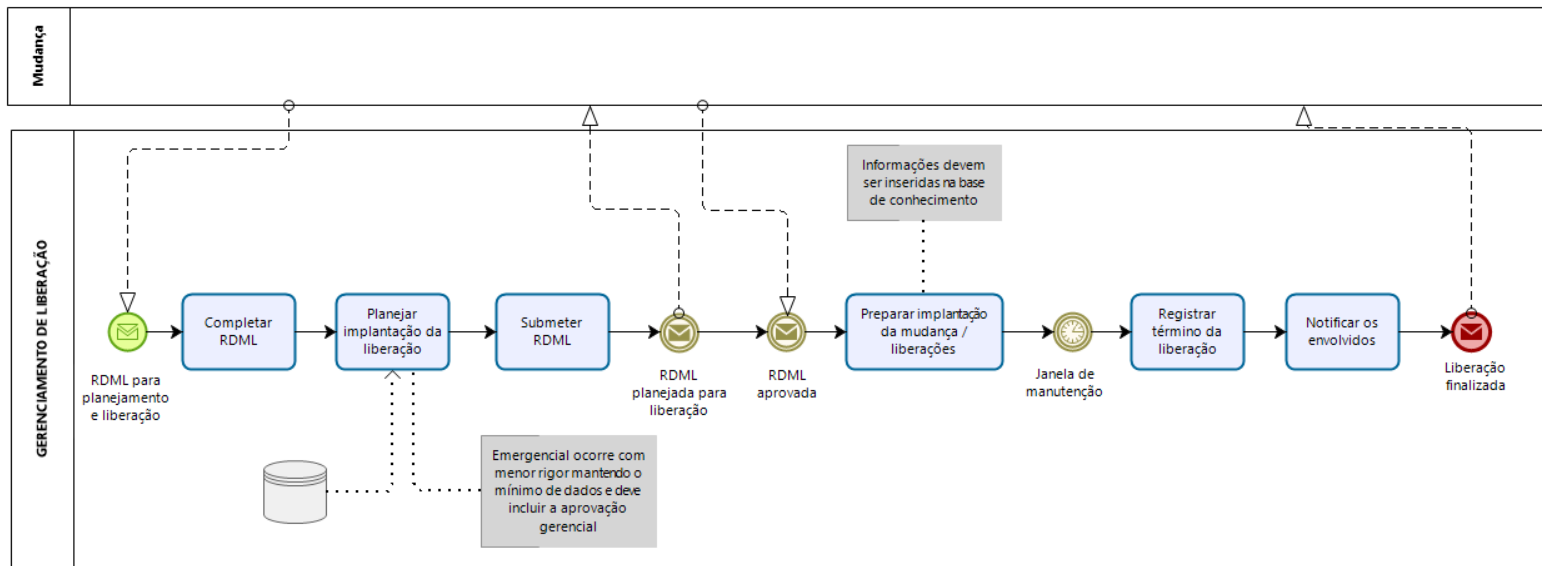 Mudança
GERENCIAMENTO DE LIBERAÇÃO
Informações devem
ser inseridas na base
de conhecimento
RDML para
planejamento
e liberação
Completar
RDML
Planejar
implantação da
liberação
Submeter
RDML
RDML
planejada para
liberação
RDML
aprovada
Preparar implantação
da mudança /
liberações
Janela de
manutenção
Registrar
término da
liberação
Notificar os
envolvidos
Liberação
finalizada
Emergencial ocorre com
menor rigor mantendo o
mínimo de dados e deve
incluir a aprovação
gerencial